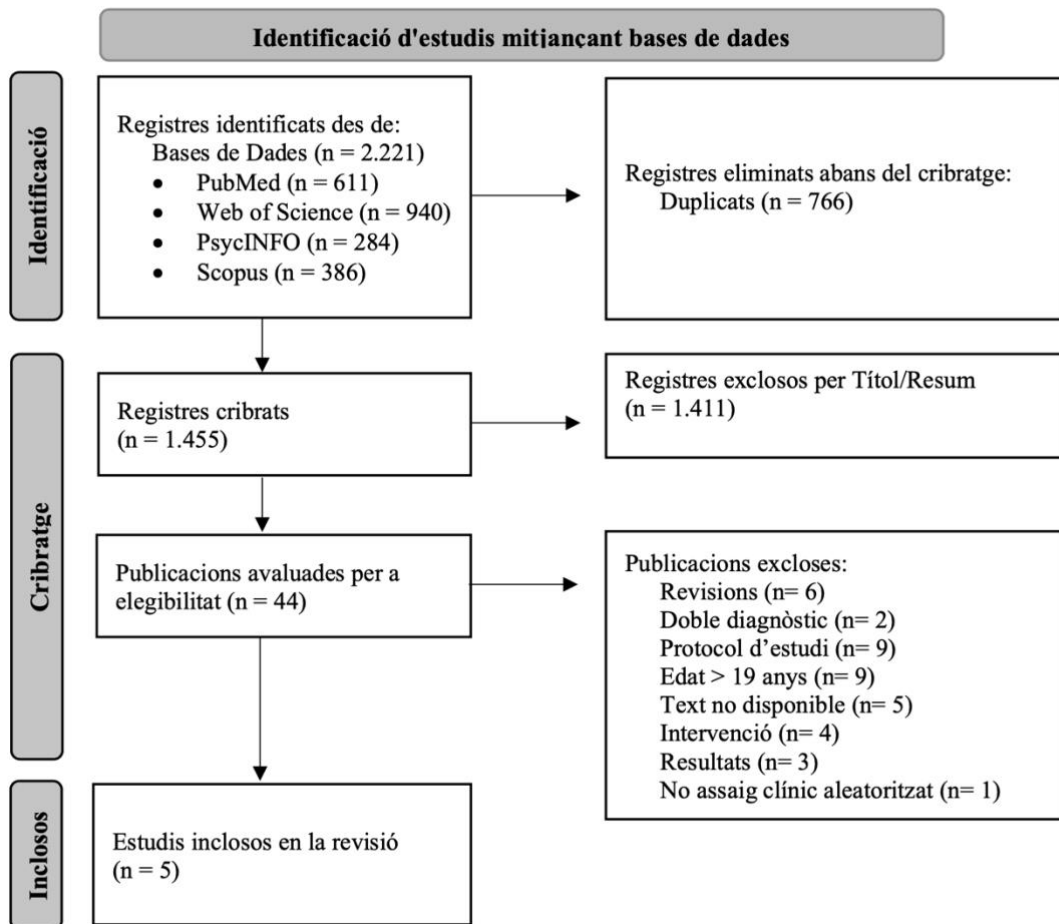 Identificació d'estudis mitjançant bases de dades
Identificació
Registres identificats des de:
Bases de Dades (n = 2.221)
• PubMed (n = 611)
• Web of Science (n = 940)
• PsycINFO (n = 284)
• Scopus (n = 386)
Registres eliminats abans del cribratge:
Duplicats (n = 766)
Cribratge
Registres cribrats
(n = 1.455)
Registres exclosos per Títol/Resum
(n = 1.411)
Publicacions avaluades per a
elegibilitat (n = 44)
Publicacions excloses:
Revisions (n= 6)
Doble diagnòstic (n= 2)
Protocol d’estudi (n= 9)
Edat > 19 anys (n= 9)
Text no disponible (n= 5)
Intervenció (n= 4)
Resultats (n= 3)
No assaig clínic aleatoritzat (n= 1)
Inclosos
Estudis inclosos en la revisió
(n = 5)